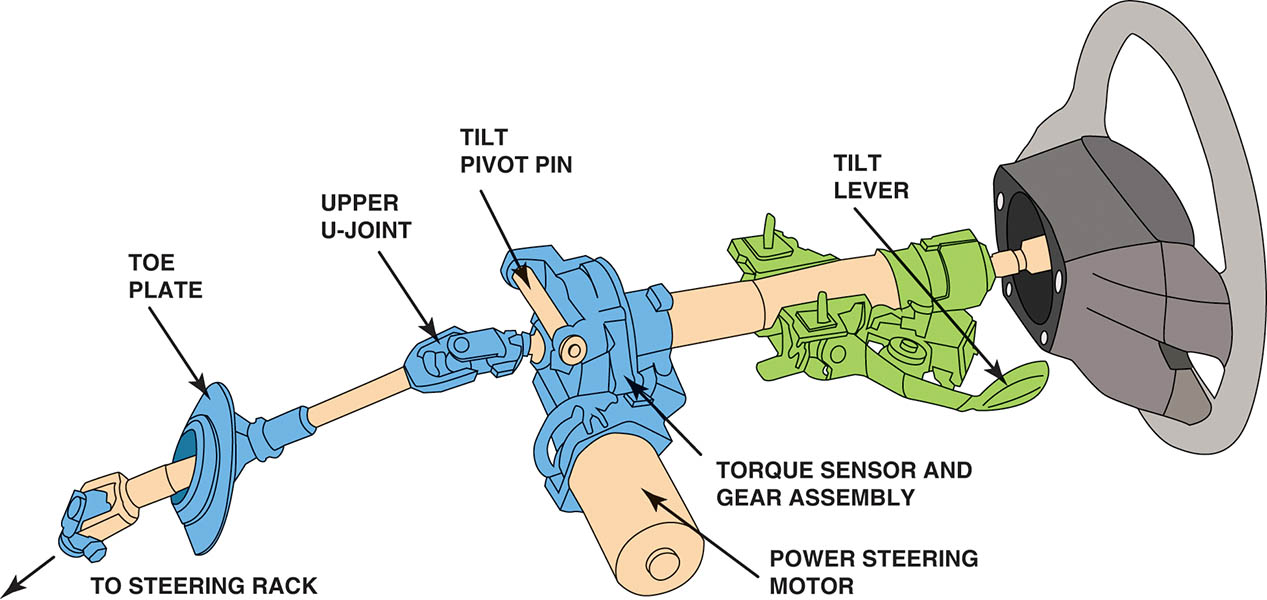 TILT
PIVOT PIN
TILT
LEVER
UPPER
U-JOINT
TOE
PLATE
TORQUE SENSOR AND
GEAR ASSEMBLY
POWER STEERING
MOTOR
TO STEERING RACK